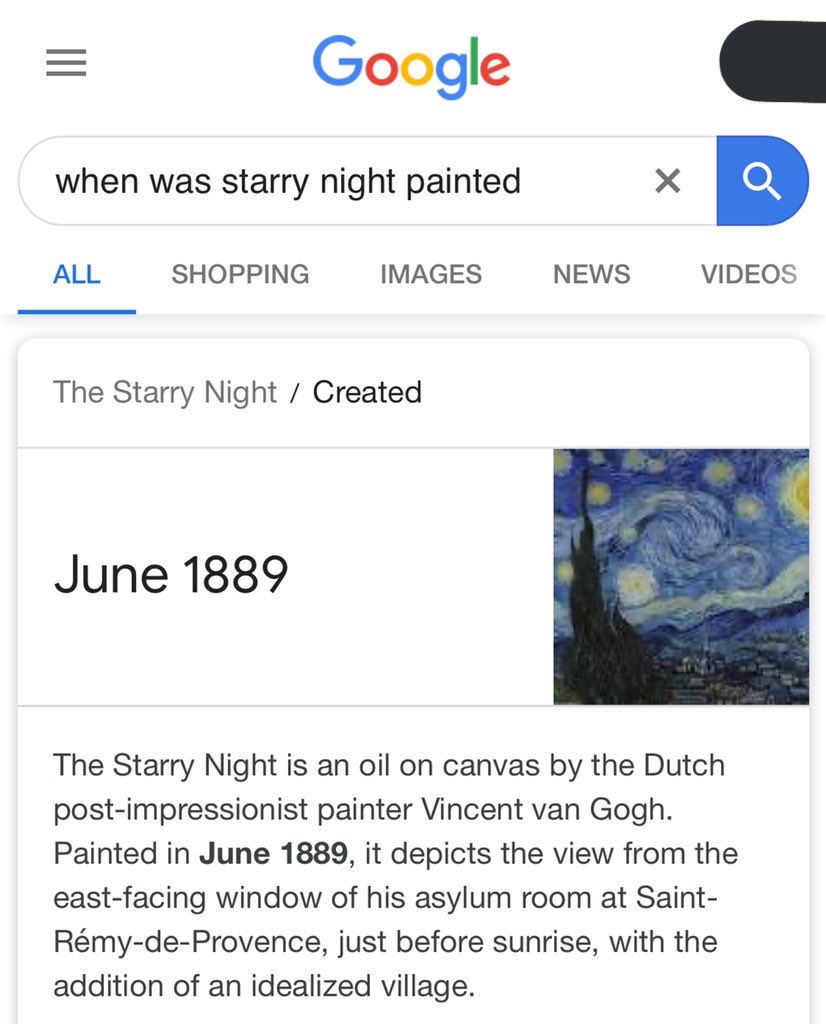 Google
when was starry night painted
ALL SHOPPING IMAGES NEWS VIDEOS
The Starry Night / Created
June 1889
The Starry Night is an oil on canvas by the Dutch
post-impressionist painter Vincent van Gogh.
Painted in June 1889, it depicts the view from the
east-facing window of his asylum room at Saint-
Rémy-de-Provence, just before sunrise, with the
addition of an idealized village.